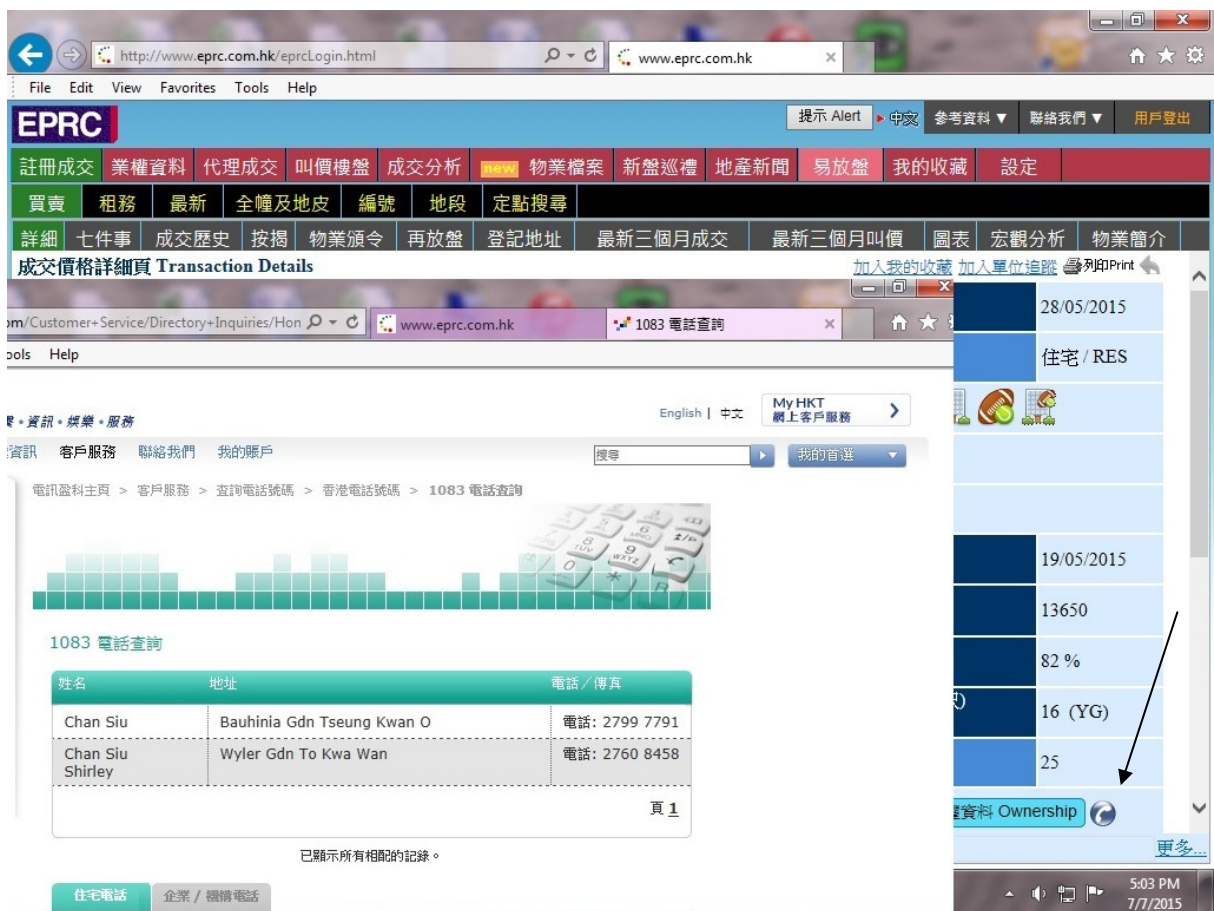 http://www.eprc.com.hk/eprcLogin.html
www.eprc.com.hk
File Edit View Favorites Tools Help
EPRC
提示 Alert 中文 參考資料▼ 聯絡我們▼ 用戶登出
註冊成交 業權資料 代理成交 叫價樓盤 成交分析 new 物業檔案 新盤巡禮 地產新聞 易放盤 我的收藏 設定
買賣 租務 最新 全幢及地皮 編號 地段 定點搜尋
詳細 七件事 成交歷史 按揭 物業頒令 再放盤 登記地址 最新三個月成交 最新三個月叫價 圖表 宏觀分析 物業簡介
成交價格詳細頁 Transaction Details
加入我的收藏 加入單位追蹤 列印Print
om/Customer+Service/Directory+Inquiries/Hon
www.eprc.com.hk
1083 電話查詢
28/05/2015
ools Help
住宅 / RES
‧資訊‧娛樂‧服務
English | 中文
My HKT
網上客戶服務
資訊 客戶服務 聯絡我們 我的賬戶
搜尋
我的首選
電訊盈科主頁 > 客戶服務 > 查詢電話號碼 > 香港電話號碼 > 1083 電話查詢
19/05/2015
13650
1083 電話查詢
82 %
姓名 地址 電話／傳真
16 (YG)
Chan Siu Bauhinia Gdn Tseung Kwan O 電話: 2799 7791
Chan Siu Shirley Wyler Gdn To Kwa Wan 電話: 2760 8458
25
頁 1
資料 Ownership
更多...
已顯示所有相配的記錄。
住宅電話 企業 / 機構電話
5:03 PM
7/7/2015